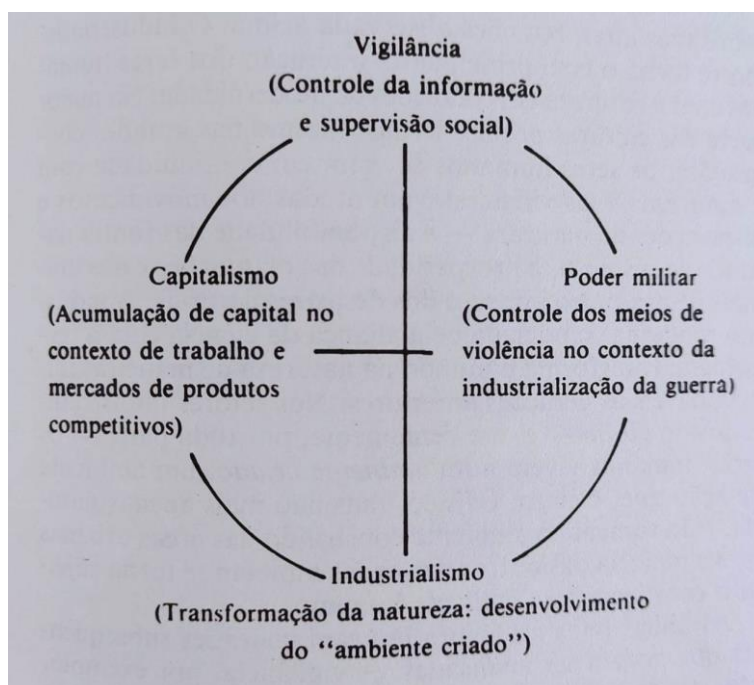 Vigilância
(Controle da informação
e supervisão social)
Capitalismo
(Acumulação de capital no
contexto de trabalho e
mercados de produtos
competitivos)
Poder militar
(Controle dos meios de
violência no contexto da
industrialização da guerra)
Industrialismo
(Transformação da natureza: desenvolvimento
do “ambiente criado”)